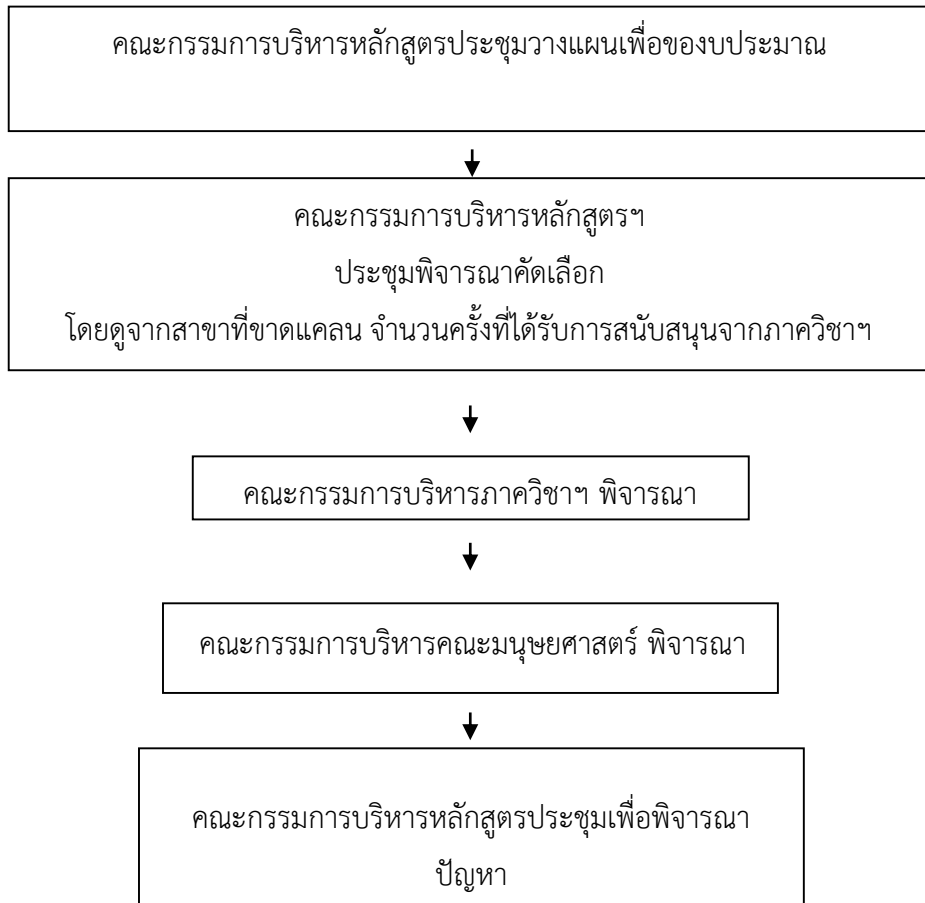 คณะกรรมการบริหารหลักสูตรประชุมวางแผนเพื่อของบประมาณ
คณะกรรมการบริหารหลักสูตรฯ
ประชุมพิจารณาคัดเลือก
โดยดูจากสาขาที่ขาดแคลน จำนวนครั้งที่ได้รับการสนับสนุนจากภาควิชาฯ
คณะกรรมการบริหารภาควิชาฯ พิจารณา
คณะกรรมการบริหารคณะมนุษยศาสตร์ พิจารณา
คณะกรรมการบริหารหลักสูตรประชุมเพื่อพิจารณา
ปัญหา